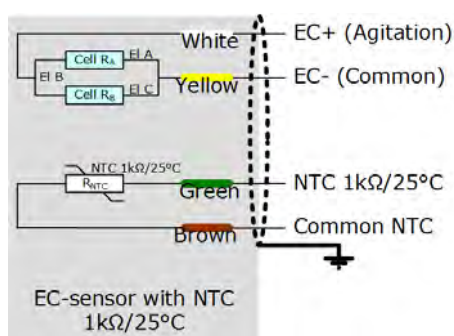 White
EC+ (Agitation)
Cell RA
El A
El B
Yellow
EC- (Common)
Cell RB
El C
NTC 1kΩ/25°C
RNTC
Green
NTC 1kΩ/25°C
Brown
Common NTC
EC-sensor with NTC
1kΩ/25°C